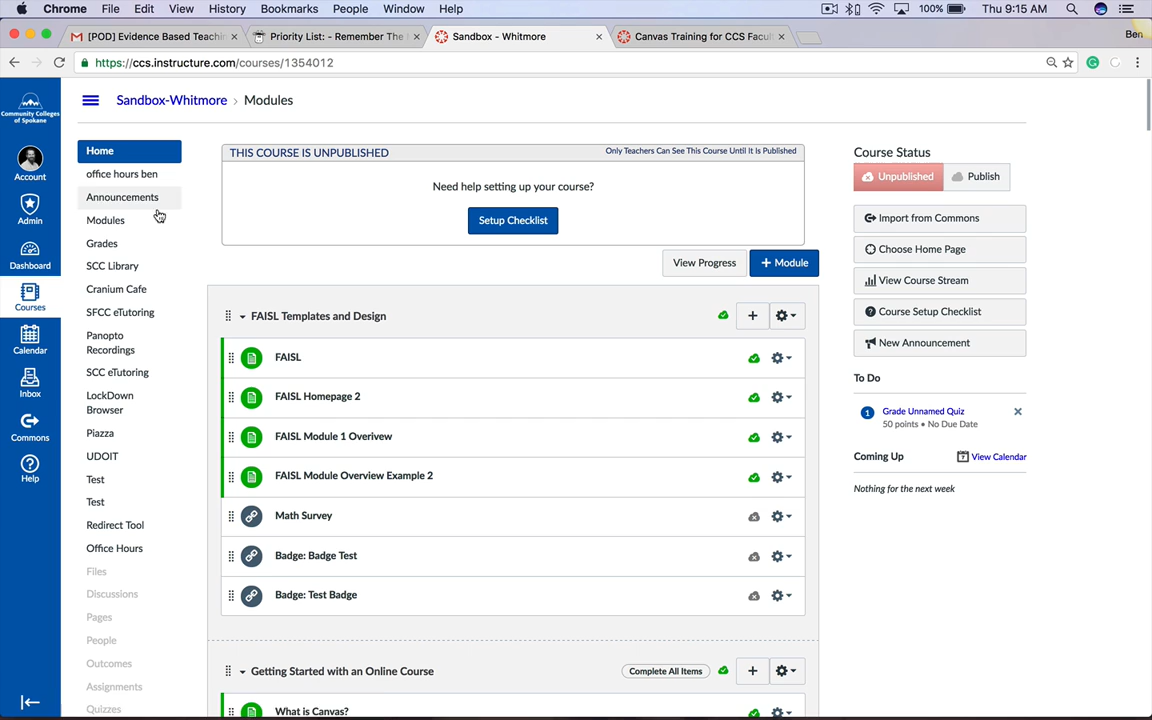 Chrome File Edit View History Bookmarks People Window Help 100% Thu 9:15 AM
[POD] Evidence Based Teachin
Priority List: - Remember The
Sandbox - Whitmore
Canvas Training for CCS Facul
Ben
https://ccs.instructure.com/courses/1354012
Community Colleges
of Spokane
Account
Admin
Dashboard
Courses
Calendar
Inbox
Commons
Help
Sandbox-Whitmore › Modules
Home
office hours ben
Announcements
Modules
Grades
SCC Library
Cranium Cafe
SFCC eTutoring
Panopto
Recordings
SCC eTutoring
LockDown
Browser
Piazza
UDOIT
Test
Test
Redirect Tool
Office Hours
Files
Discussions
Pages
People
Outcomes
Assignments
Quizzes
THIS COURSE IS UNPUBLISHED
Only Teachers Can See This Course Until It Is Published
Need help setting up your course?
Setup Checklist
View Progress
+ Module
FAISL Templates and Design
FAISL
FAISL Homepage 2
FAISL Module 1 Overivew
FAISL Module Overview Example 2
Math Survey
Badge: Badge Test
Badge: Test Badge
Getting Started with an Online Course
Complete All Items
What is Canvas?
Course Status
Unpublished
Publish
Import from Commons
Choose Home Page
View Course Stream
Course Setup Checklist
New Announcement
To Do
1 Grade Unnamed Quiz
50 points • No Due Date
Coming Up
7 View Calendar
Nothing for the next week